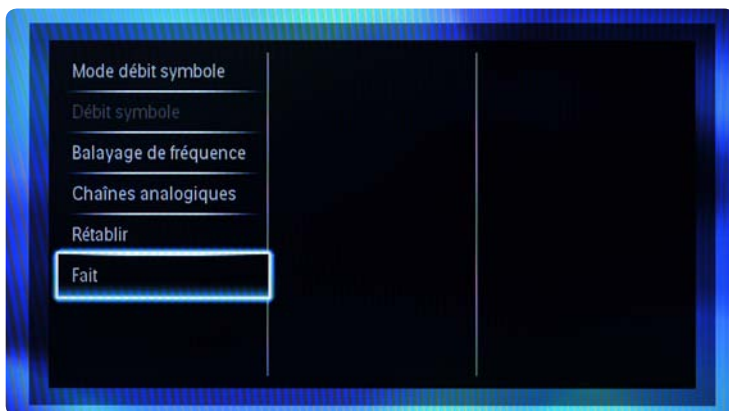 Mode débit symbole
Débit symbole
Balayage de fréquence
Chaînes analogiques
Rétablir
Fait